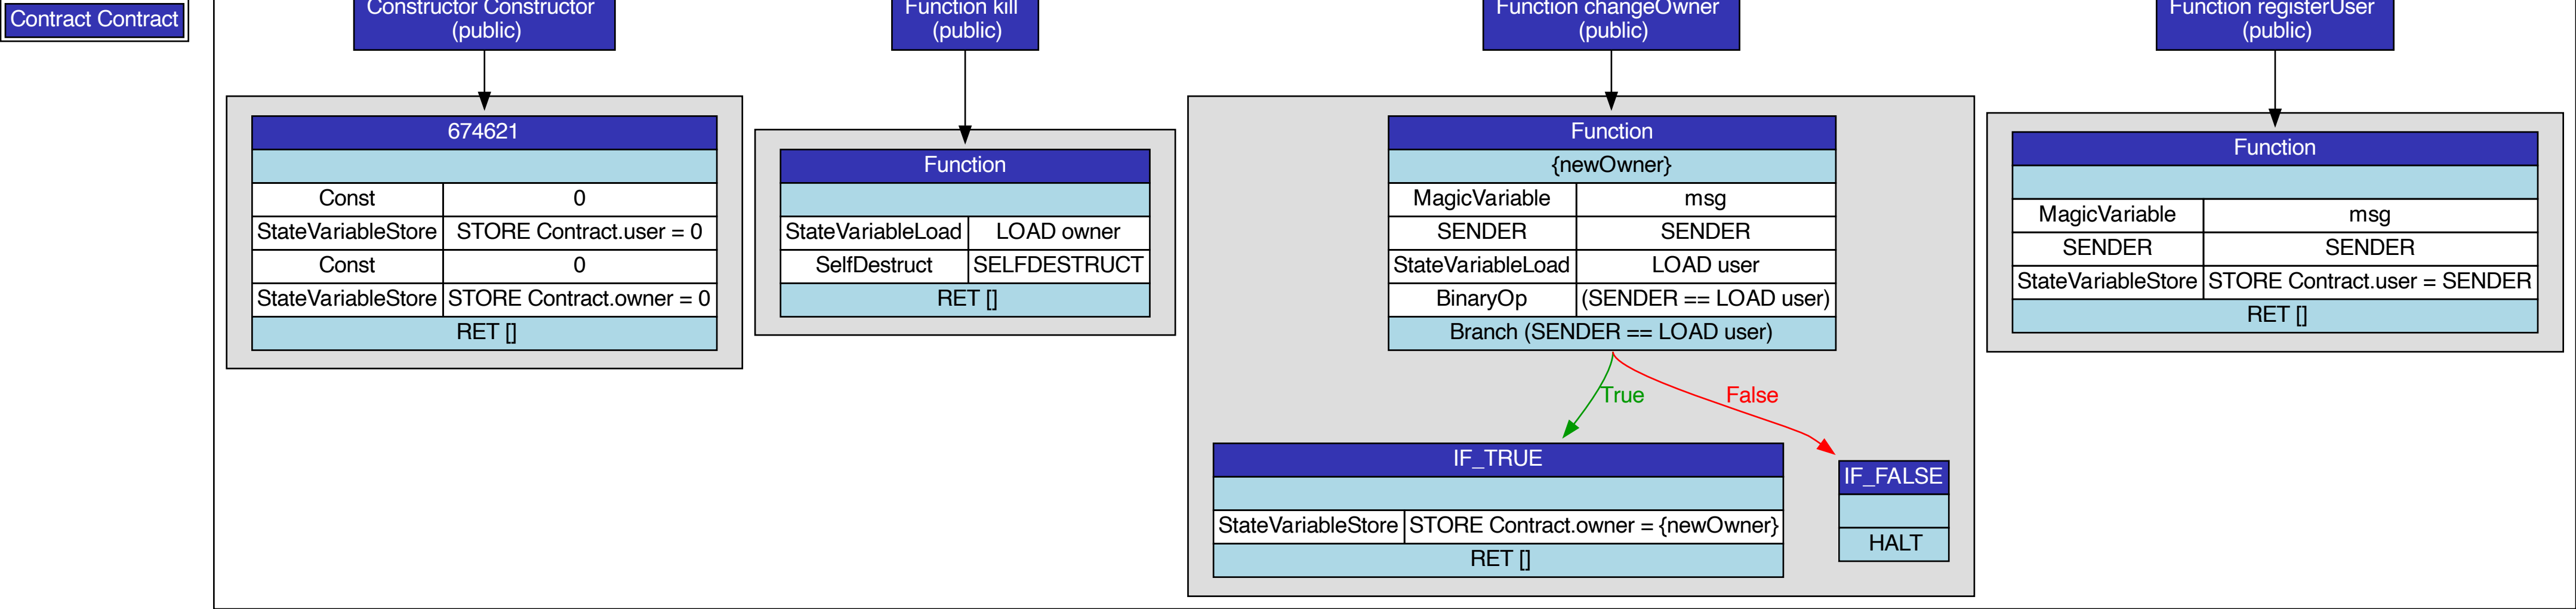 Contract Contract
Constructor Constructor
(public)
674621
Const 0
StateVariableStore STORE Contract.user = 0
Const 0
StateVariableStore STORE Contract.owner = 0
RET []
Function kill
(public)
Function
StateVariableLoad LOAD owner
SelfDestruct SELFDESTRUCT
RET []
Function changeOwner
(public)
Function
{newOwner}
MagicVariable msg
SENDER SENDER
StateVariableLoad LOAD user
BinaryOp (SENDER == LOAD user)
Branch (SENDER == LOAD user)
True
False
IF_TRUE
StateVariableStore STORE Contract.owner = {newOwner}
RET []
IF_FALSE
HALT
Function registerUser
(public)
Function
MagicVariable msg
SENDER SENDER
StateVariableStore STORE Contract.user = SENDER
RET []